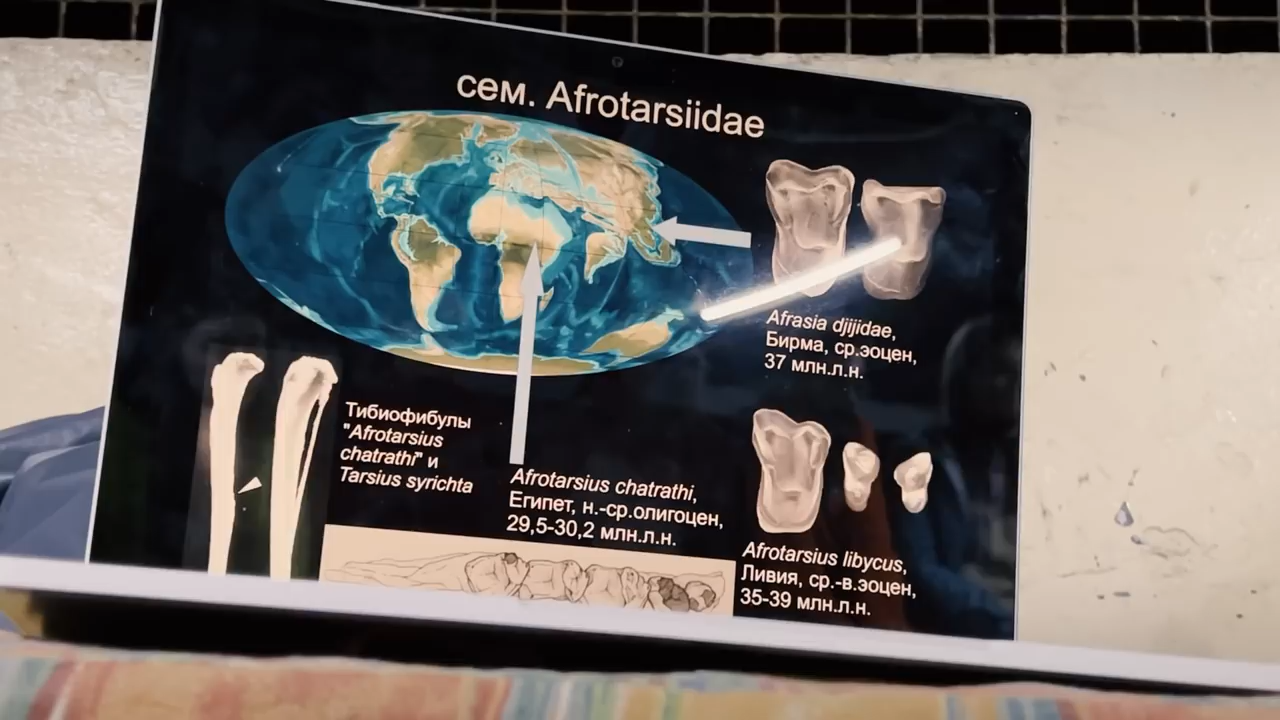 сем. Afrotarsiidae
Afrasia djijidae,
Бирма, ср.эоцен,
37 млн.л.н.
Тибиофибулы
"Afrotarsius
chatrathi" и
Tarsius syrichta
Afrotarsius chatrathi,
Египет, н.-ср.олигоцен,
29,5-30,2 млн.л.н.
Afrotarsius libycus,
Ливия, ср.-в.эоцен,
35-39 млн.л.н.